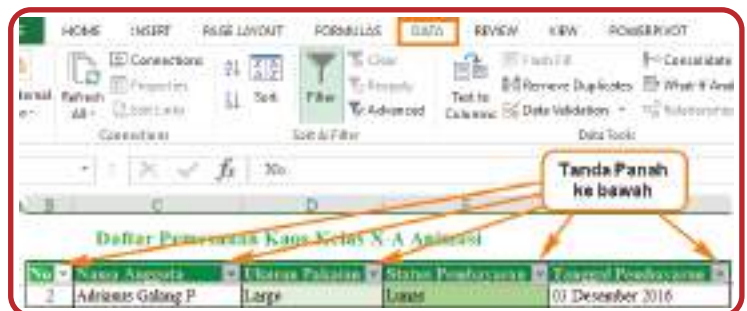 HOME INSERT PAGE LAYOUT FORMULAS DATA REVIEW VIEW POWERPIVOT
Connections Clear Flash Fill Consolidate
Refresh All Properties Sort Filter Reapply Text to Columns Remove Duplicates What-If
Edit Links Advanced Data Validation Relationships
Connections Sort & Filter Data Tools
fx No
Tanda Panah
ke bawah
B C D
Daftar Pemesanan Kaos Kelas X-A Animasi
No Nama Anggota Ukuran Pakaian Status Pembayaran Tanggal Pembayaran
2 Adrianus Galang P Large Lunas 03 Desember 2016